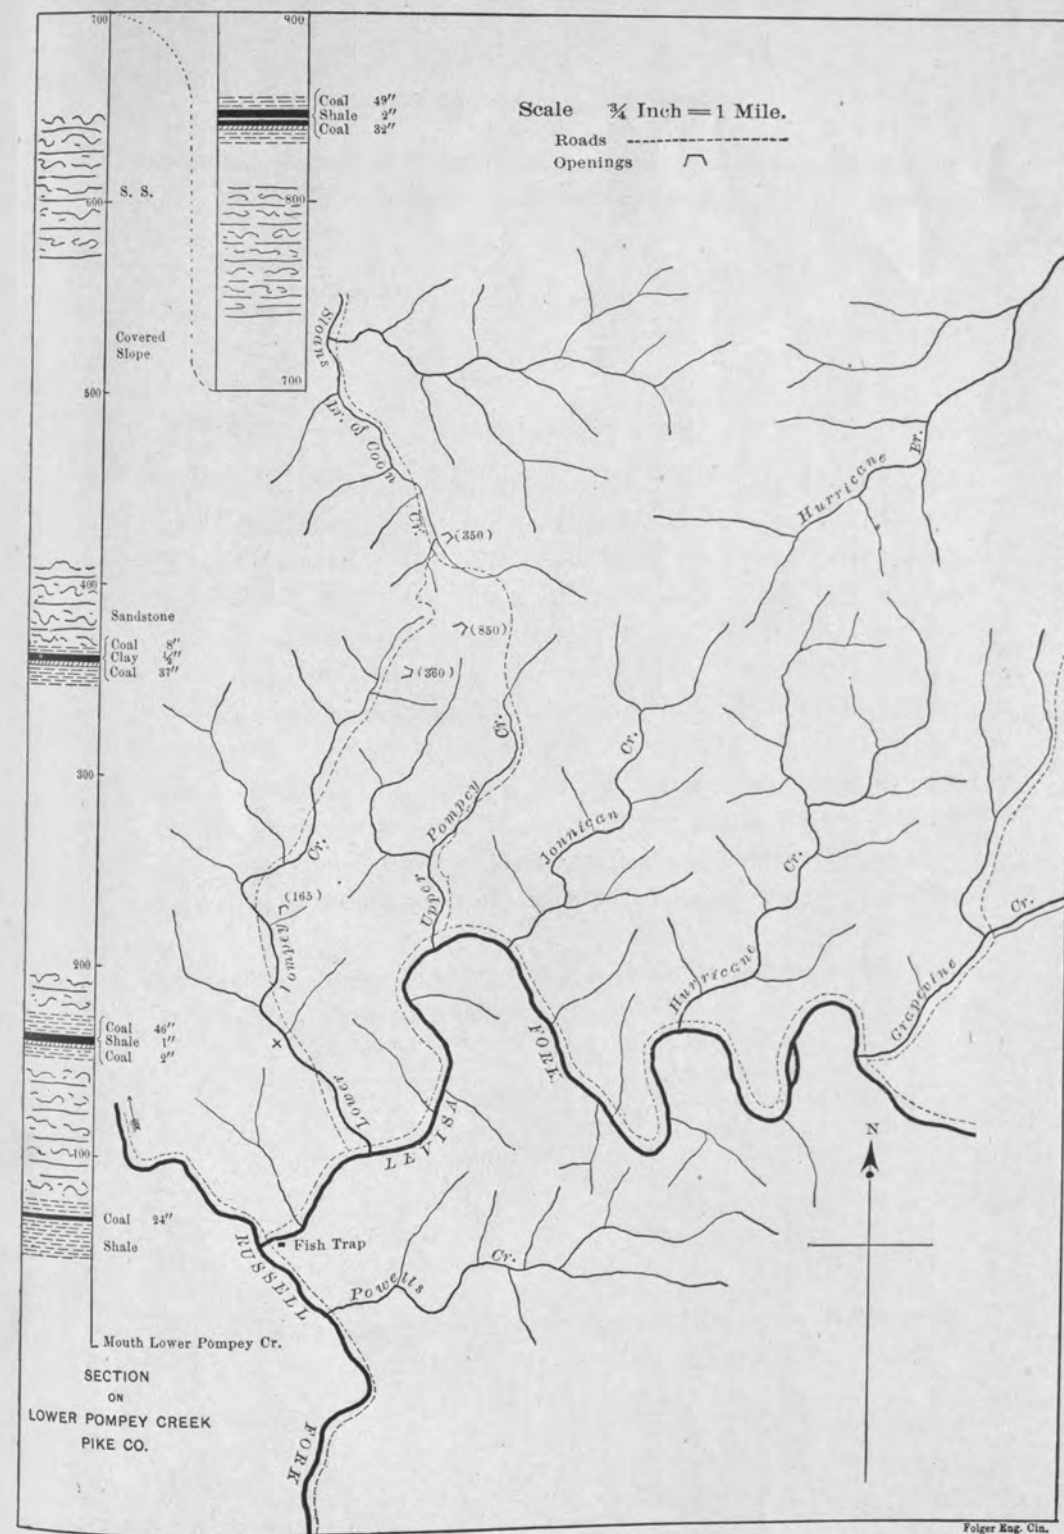 700
900
Coal 49"
Shale 2"
Coal 32"
Scale ¾ Inch = 1 Mile.
Roads
Openings
S. S.
600
800
Covered
Slope
700
500
Sloans
Br. of Coon
Cr.
Hurricane Br.
(350)
400
Sandstone
Coal 8"
Clay ½"
Coal 37"
(850)
(360)
300
Cr.
Pompey
Upper
Cr.
Jonnican
Cr.
Hurricane
Cr.
(165)
Pompey
Lower
200
Coal 46"
Shale 1"
Coal 2"
X
Grapevine
Cr.
LEVISA
FORK
N
100
Coal 24"
Shale
Fish Trap
RUSSELL
Powells
Cr.
Mouth Lower Pompey Cr.
SECTION
ON
LOWER POMPEY CREEK
PIKE CO.
FORK
Folger Eng. Cin.